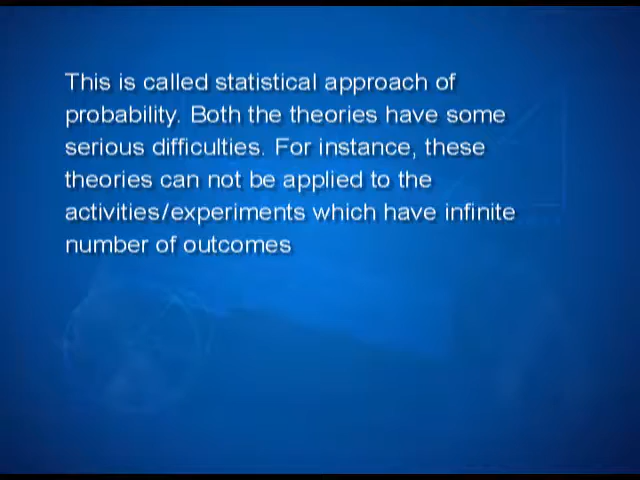 This is called statistical approach of
probability. Both the theories have some
serious difficulties. For instance, these
theories can not be applied to the
activities/experiments which have infinite
number of outcomes